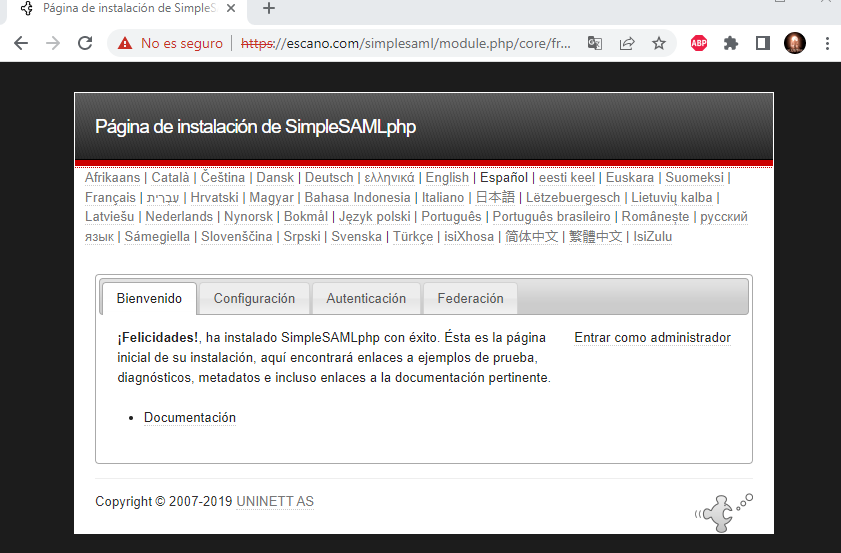 Página de instalación de SimpleS
No es seguro | https://escano.com/simplesaml/module.php/core/fr...
ABP
Página de instalación de SimpleSAMLphp
Afrikaans | Català | Čeština | Dansk | Deutsch | ελληνικά | English | Español | eesti keel | Euskara | Suomeksi |
Français | עִבְרִית | Hrvatski | Magyar | Bahasa Indonesia | Italiano | 日本語 | Lëtzebuergesch | Lietuvių kalba |
Latviešu | Nederlands | Nynorsk | Bokmål | Język polski | Português | Português brasileiro | Românește | русский
язык | Sámegiella | Slovenščina | Srpski | Svenska | Türkçe | isiXhosa | 简体中文 | 繁體中文 | IsiZulu
Bienvenido Configuración Autenticación Federación
¡Felicidades!, ha instalado SimpleSAMLphp con éxito. Ésta es la página
inicial de su instalación, aquí encontrará enlaces a ejemplos de prueba,
diagnósticos, metadatos e incluso enlaces a la documentación pertinente.
Entrar como administrador
• Documentación
Copyright © 2007-2019 UNINETT AS